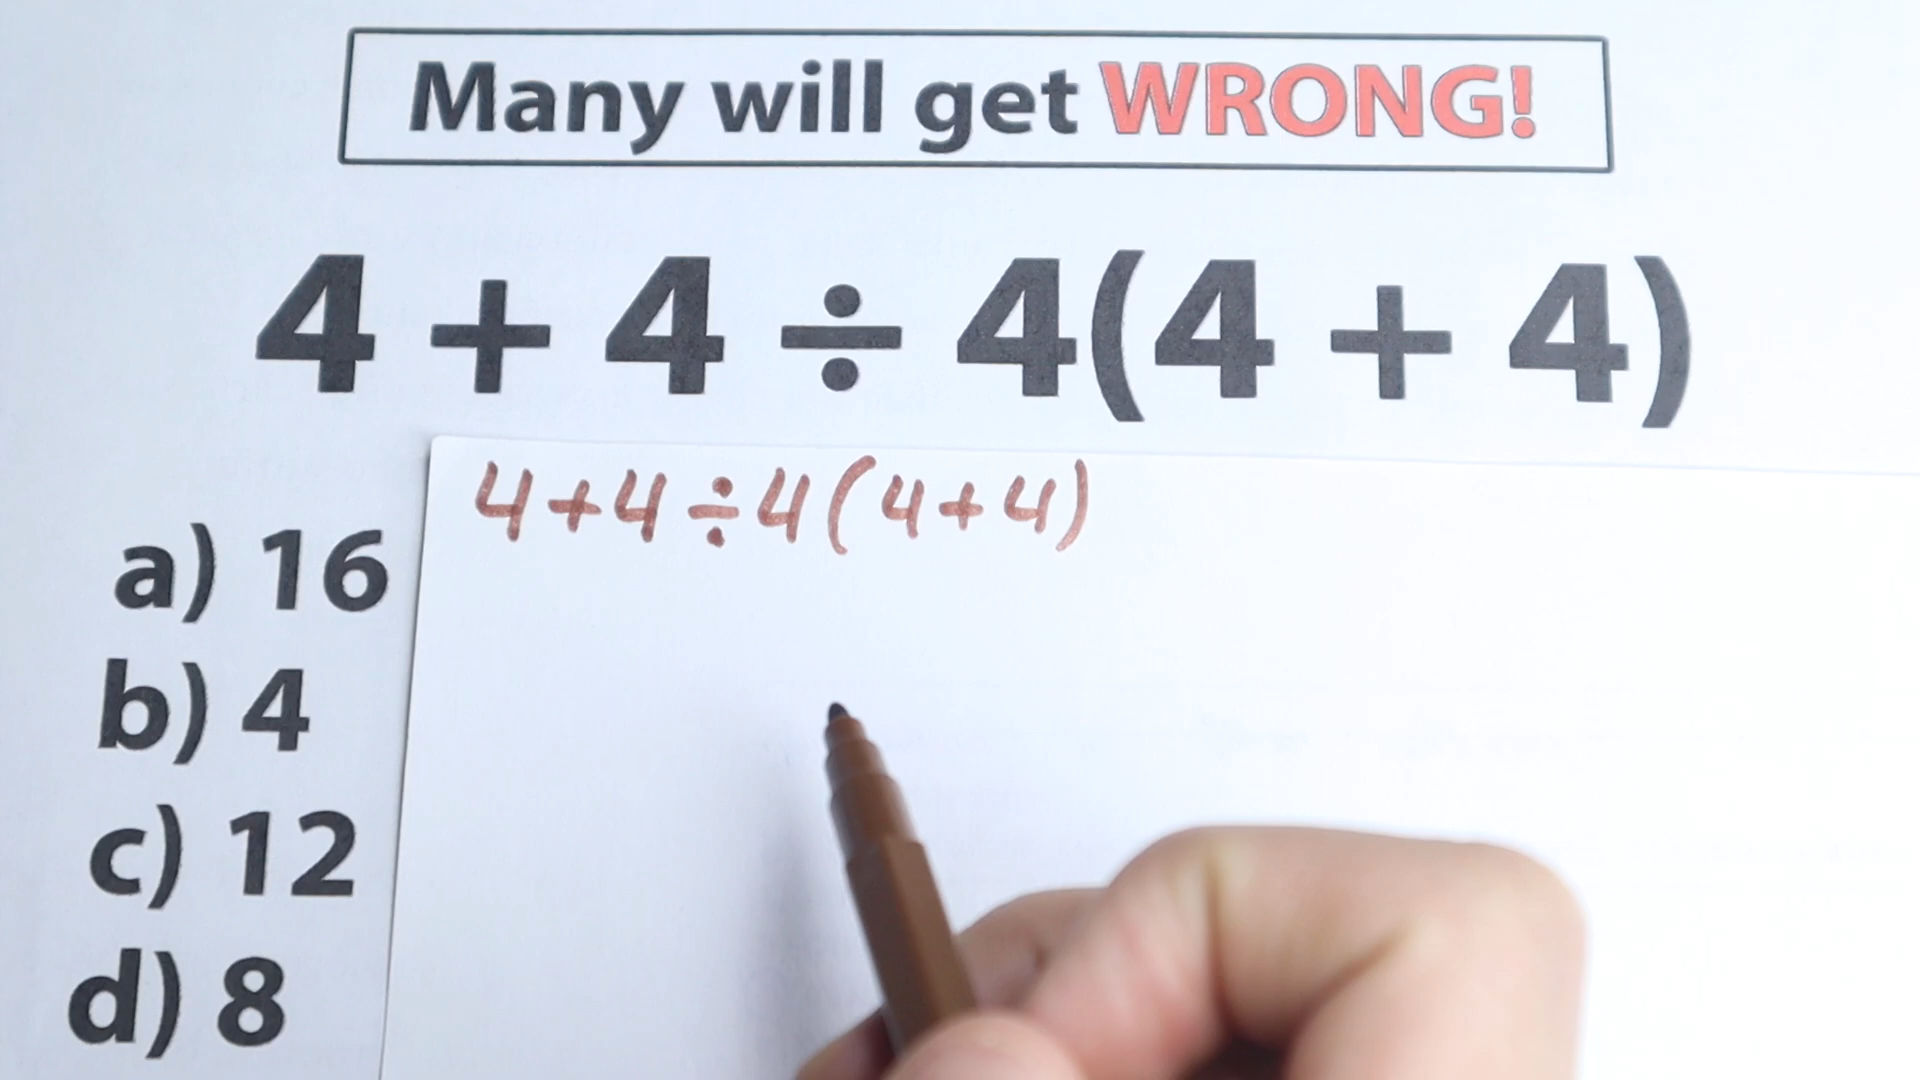 Many will get WRONG!
4 + 4 ÷ 4(4 + 4)
4+4÷4(4+4)
a) 16
b) 4
c) 12
d) 8